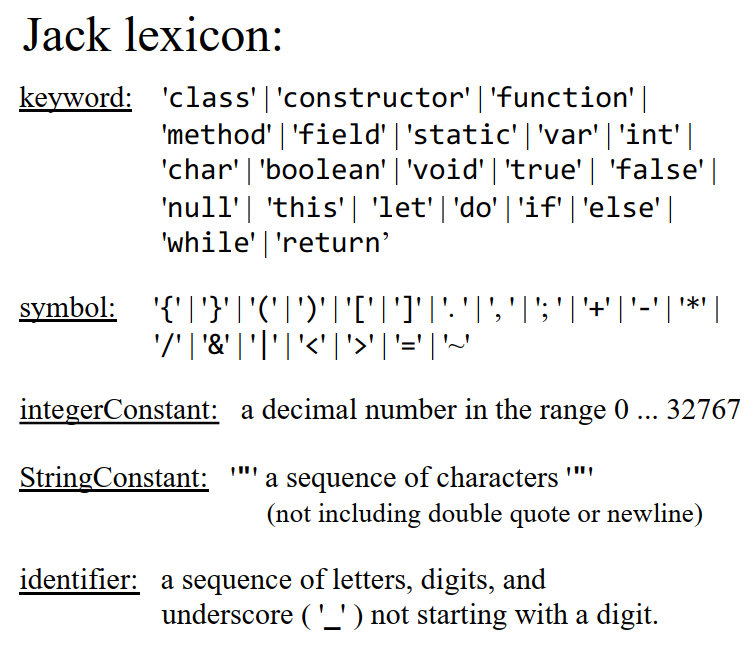 Jack lexicon:
keyword: 'class'|'constructor'|'function'|
'method'|'field'|'static'|'var'|'int'|
'char'|'boolean'|'void'|'true'| 'false'|
'null'| 'this'| 'let'|'do'|'if'|'else'|
'while'|'return’
symbol: '{'|'}'|'('|')'|'['|']'|'. '|', '|'; '|'+'|'-'|'*'|
'/'|'&'|'|'|'<'|'>'|'='|'~'
integerConstant: a decimal number in the range 0 ... 32767
StringConstant: '"' a sequence of characters '"'
(not including double quote or newline)
identifier: a sequence of letters, digits, and
underscore ( '_' ) not starting with a digit.